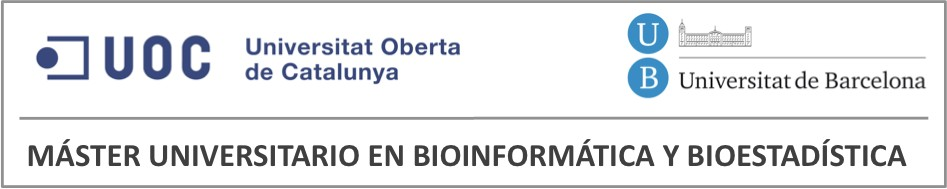 UOC
Universitat Oberta
de Catalunya
U
B
Universitat de Barcelona
MÁSTER UNIVERSITARIO EN BIOINFORMÁTICA Y BIOESTADÍSTICA